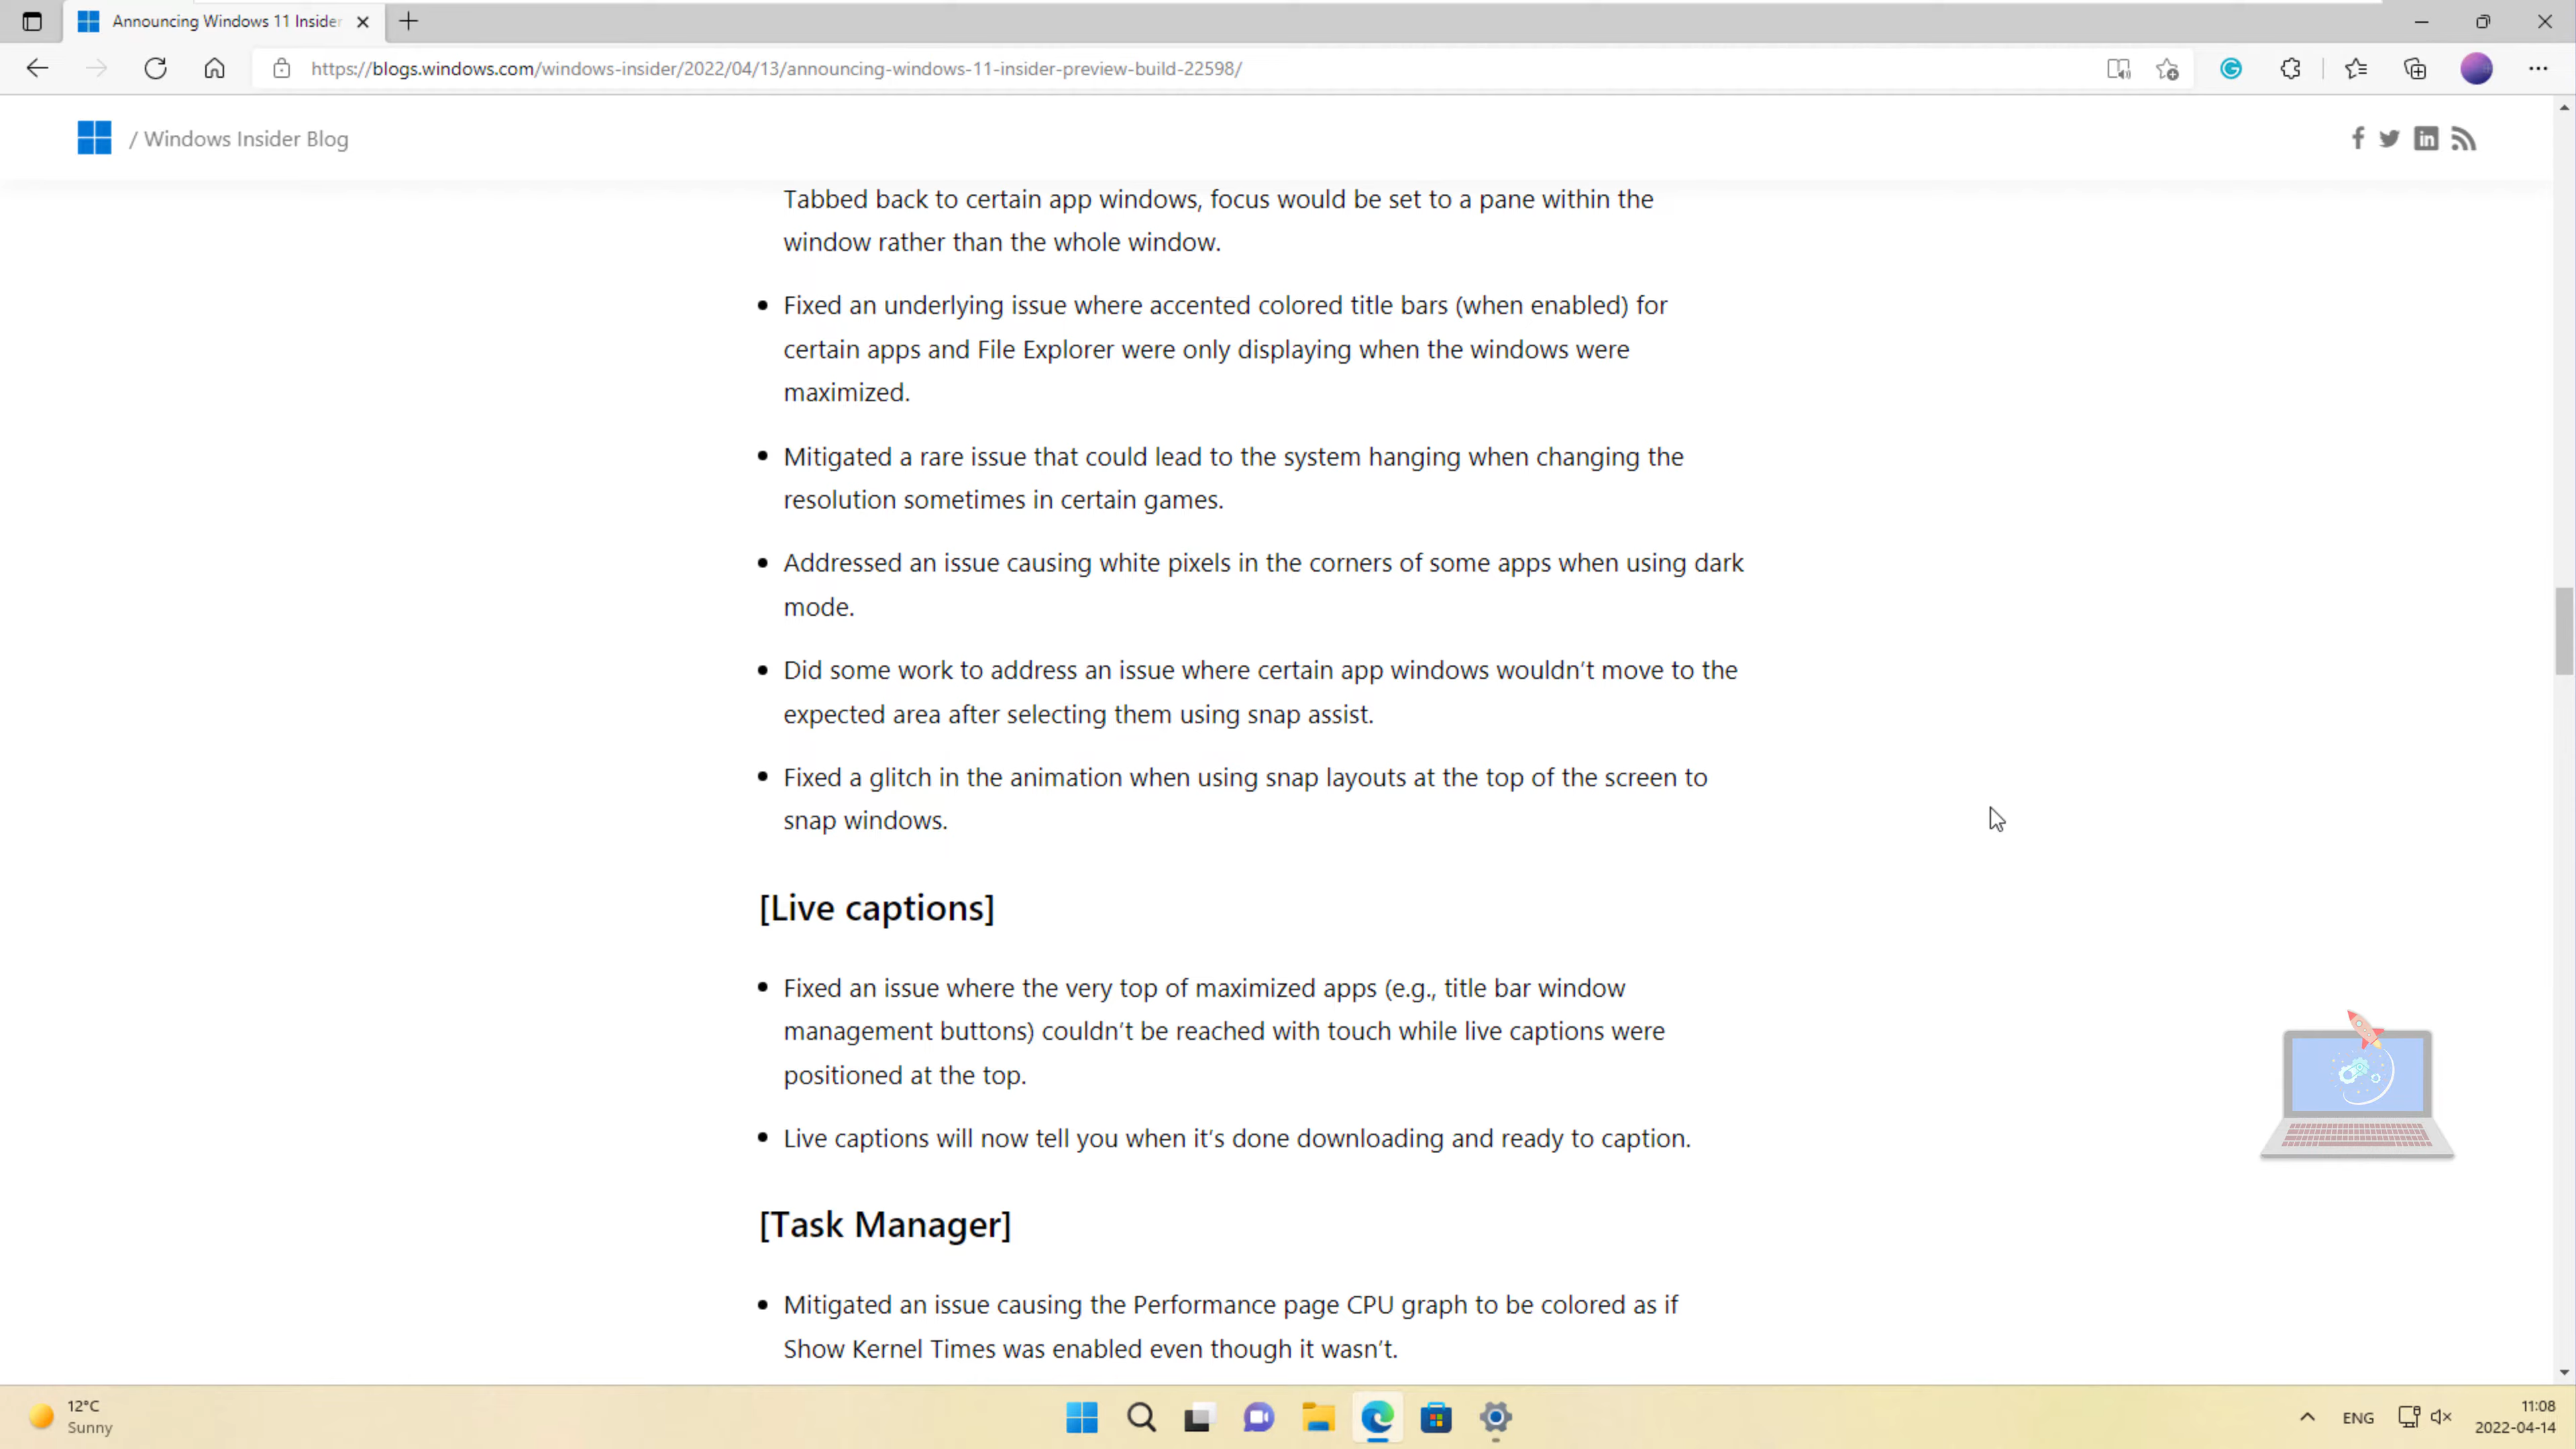 Announcing Windows 11 Insider
https://blogs.windows.com/windows-insider/2022/04/13/announcing-windows-11-insider-preview-build-22598/
/ Windows Insider Blog
Tabbed back to certain app windows, focus would be set to a pane within the
window rather than the whole window.
• Fixed an underlying issue where accented colored title bars (when enabled) for
certain apps and File Explorer were only displaying when the windows were
maximized.
• Mitigated a rare issue that could lead to the system hanging when changing the
resolution sometimes in certain games.
• Addressed an issue causing white pixels in the corners of some apps when using dark
mode.
• Did some work to address an issue where certain app windows wouldn't move to the
expected area after selecting them using snap assist.
• Fixed a glitch in the animation when using snap layouts at the top of the screen to
snap windows.
[Live captions]
• Fixed an issue where the very top of maximized apps (e.g., title bar window
management buttons) couldn't be reached with touch while live captions were
positioned at the top.
• Live captions will now tell you when it's done downloading and ready to caption.
[Task Manager]
• Mitigated an issue causing the Performance page CPU graph to be colored as if
Show Kernel Times was enabled even though it wasn't.
12°C
Sunny
ENG
11:08
2022-04-14